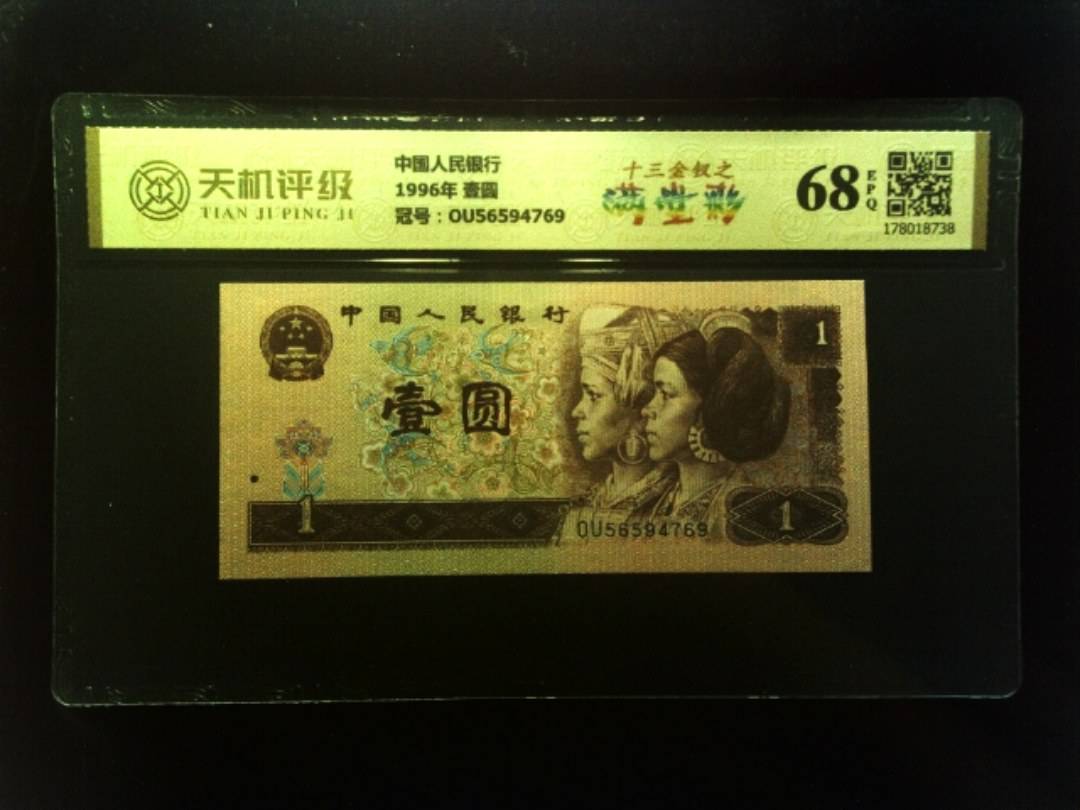 天机评级
TIAN JI PING JI
中国人民银行
1996年 壹圆
冠号：OU56594769
十三金钗之
满堂彩
68
EPQ
178018738
中国人民银行
1
壹圆
1
OU56594769
1